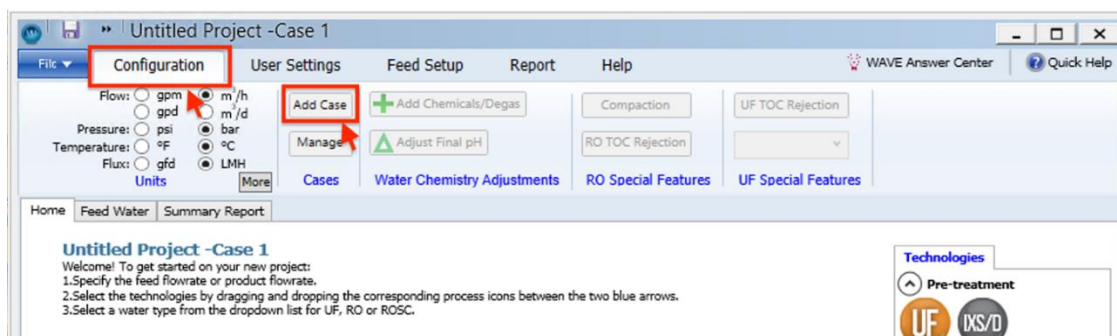 Untitled Project -Case 1
File Configuration User Settings Feed Setup Report Help WAVE Answer Center Quick Help
Flow: gpm m³/h
gpd m³/d
Pressure: psi bar
Temperature: °F °C
Flux: gfd LMH
Units More
Add Case
Manage
Cases
Add Chemicals/Degas
Adjust Final pH
Water Chemistry Adjustments
Compaction
RO TOC Rejection
RO Special Features
UF TOC Rejection
UF Special Features
Home Feed Water Summary Report
Untitled Project -Case 1
Welcome! To get started on your new project:
1.Specify the feed flowrate or product flowrate.
2.Select the technologies by dragging and dropping the corresponding process icons between the two blue arrows.
3.Select a water type from the dropdown list for UF, RO or ROSC.
Technologies
Pre-treatment
UF IXS/D